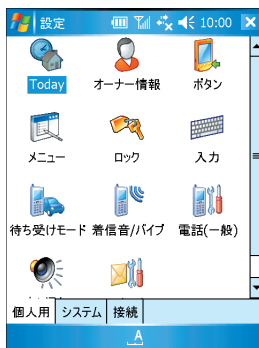 設定 10:00
Today オーナー情報 ボタン
メニュー ロック 入力
待ち受けモード 着信音/バイブ 電話(一般)
個人用 システム 接続
A